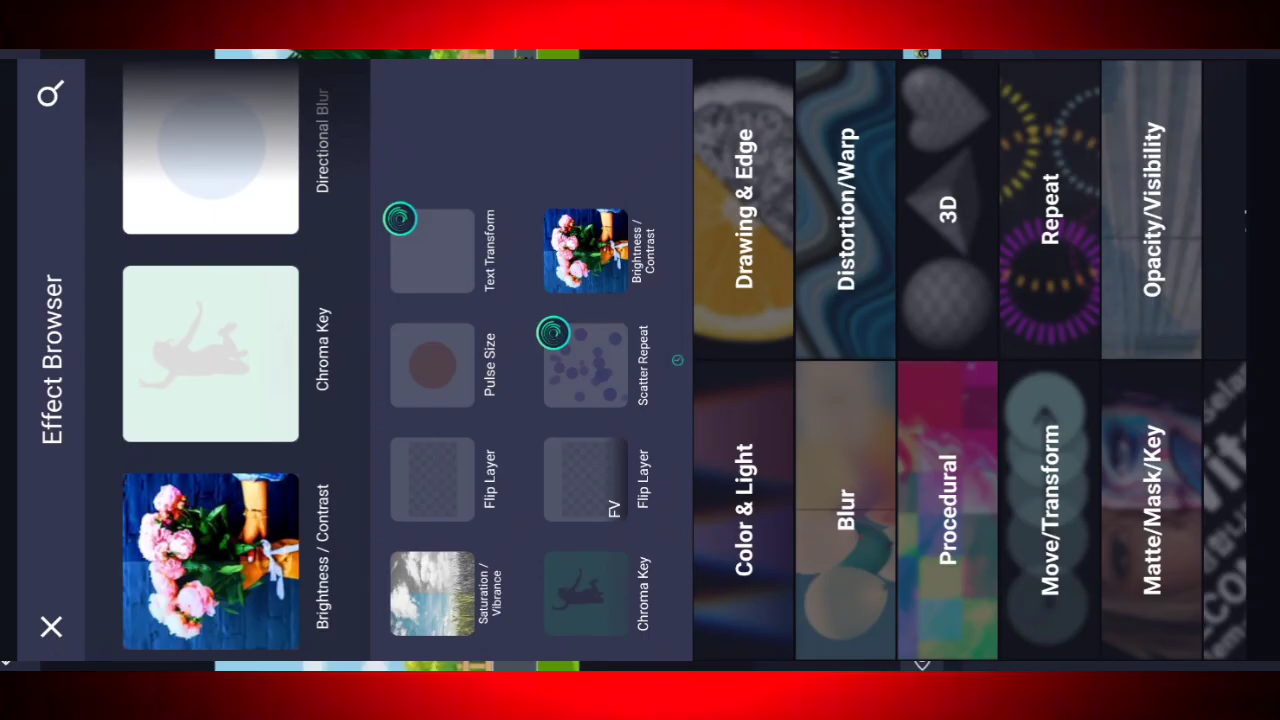 Effect Browser
Brightness / Contrast
Chroma Key
Directional Blur
Saturation /
Vibrance
Flip Layer
Pulse Size
Text Transform
Chroma Key
FV
Flip Layer
Scatter Repeat
Brightness /
Contrast
Color & Light
Drawing & Edge
Blur
Distortion/Warp
Procedural
3D
Move/Transform
Repeat
Matte/Mask/Key
Opacity/Visibility